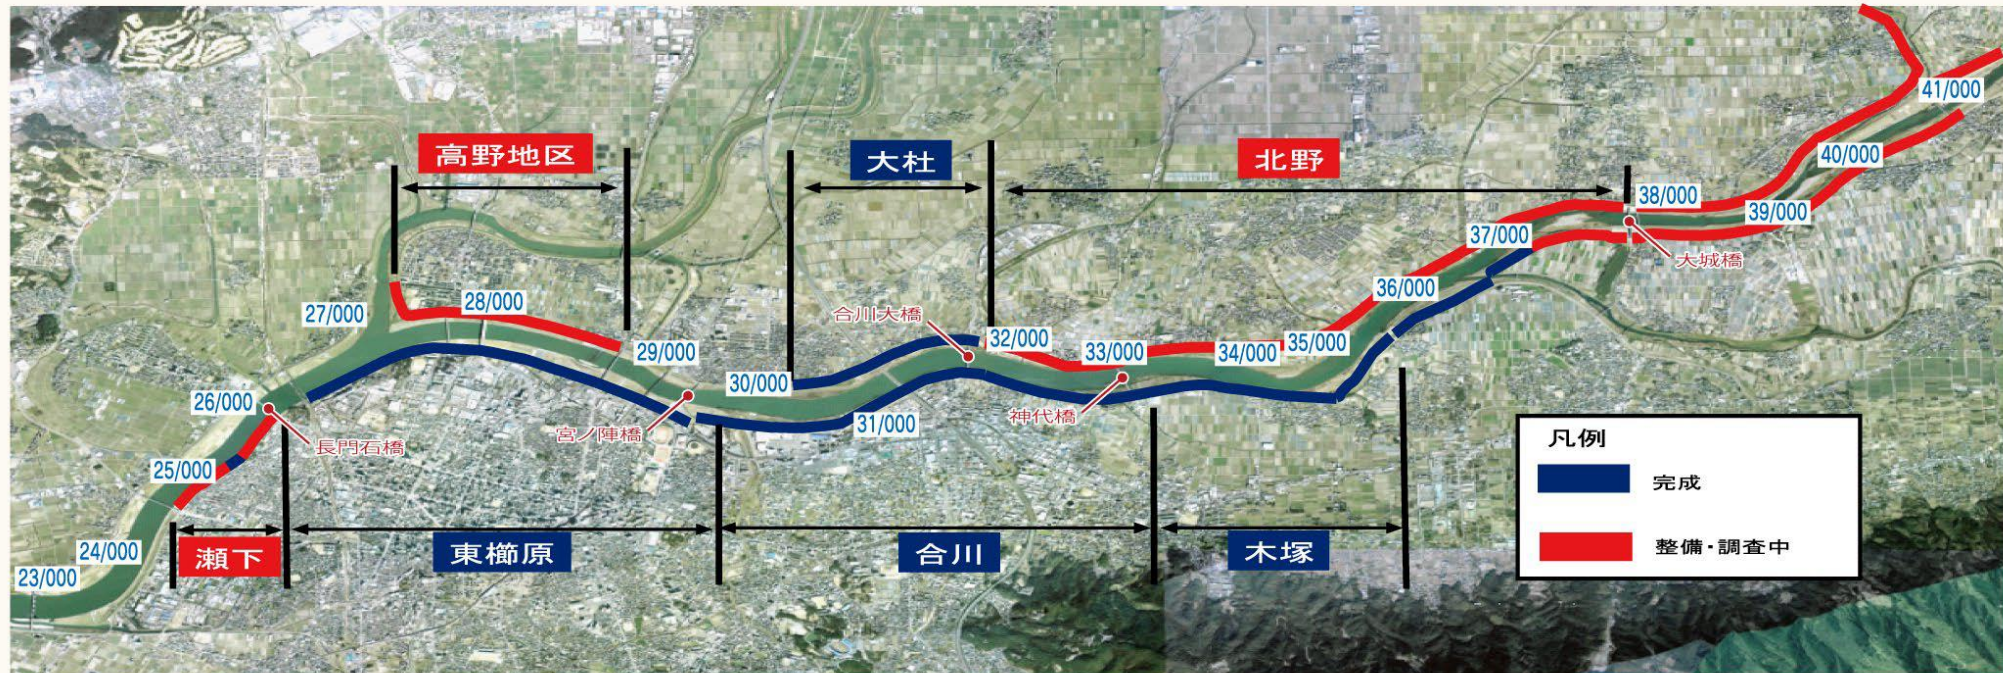 高野地区
大杜
北野
41/000
40/000
39/000
38/000
37/000
大城橋
36/000
35/000
34/000
33/000
32/000
合川大橋
神代橋
31/000
30/000
29/000
28/000
27/000
宮ノ陣橋
26/000
長門石橋
25/000
24/000
23/000
瀬下
東櫛原
合川
木塚
凡例
完成
整備・調査中